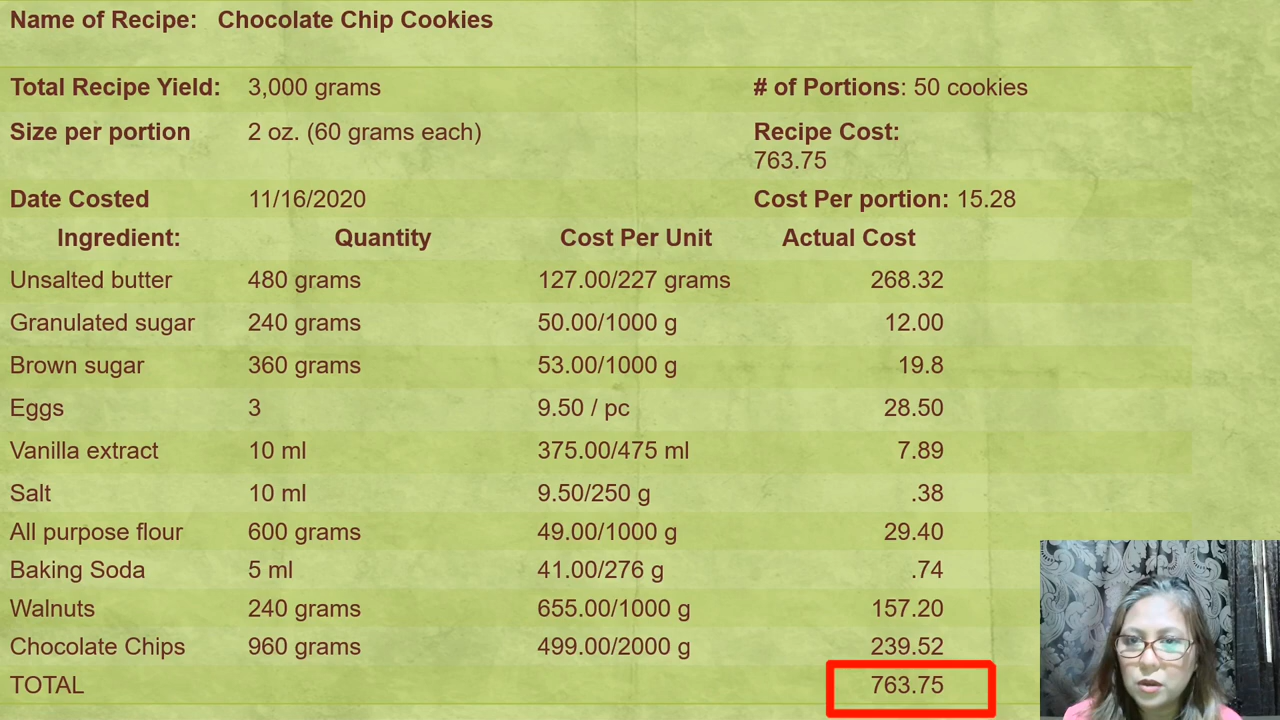 Name of Recipe: Chocolate Chip Cookies
Total Recipe Yield: 3,000 grams # of Portions: 50 cookies
Size per portion 2 oz. (60 grams each) Recipe Cost:
763.75
Date Costed 11/16/2020 Cost Per portion: 15.28
Ingredient: Quantity Cost Per Unit Actual Cost
Unsalted butter 480 grams 127.00/227 grams 268.32
Granulated sugar 240 grams 50.00/1000 g 12.00
Brown sugar 360 grams 53.00/1000 g 19.8
Eggs 3 9.50 / pc 28.50
Vanilla extract 10 ml 375.00/475 ml 7.89
Salt 10 ml 9.50/250 g .38
All purpose flour 600 grams 49.00/1000 g 29.40
Baking Soda 5 ml 41.00/276 g .74
Walnuts 240 grams 655.00/1000 g 157.20
Chocolate Chips 960 grams 499.00/2000 g 239.52
TOTAL 763.75